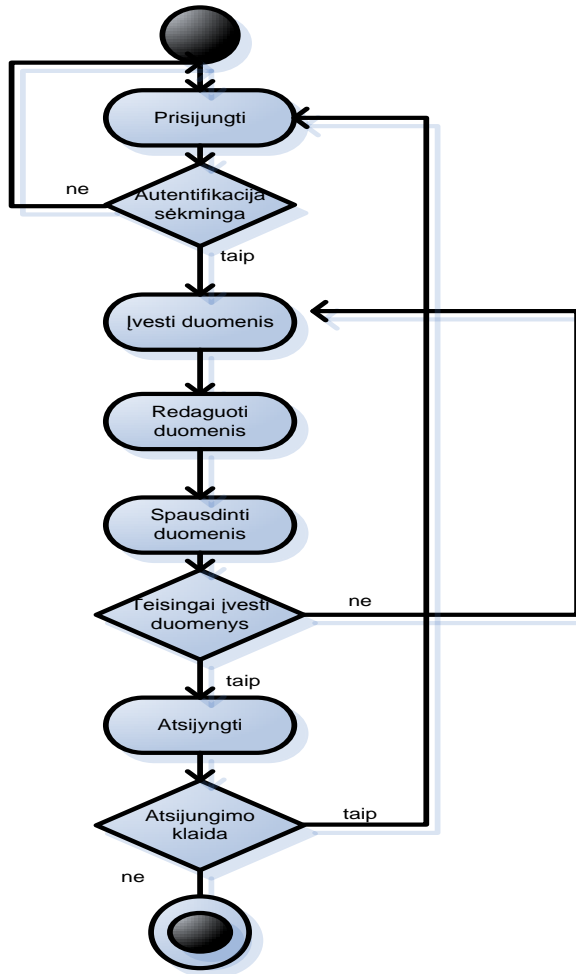 Prisijungti
ne
Autentifikacija
sėkminga
taip
Įvesti duomenis
Redaguoti
duomenis
Spausdinti
duomenis
Teisingai įvesti
duomenys
ne
taip
Atsijyngti
Atsijungimo
klaida
taip
ne